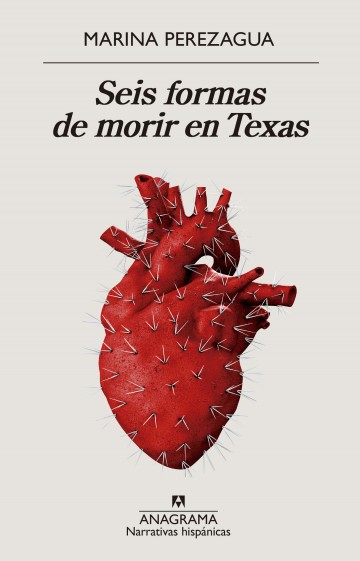 MARINA PEREZAGUA
Seis formas
de morir en Texas
ANAGRAMA
Narrativas hispánicas